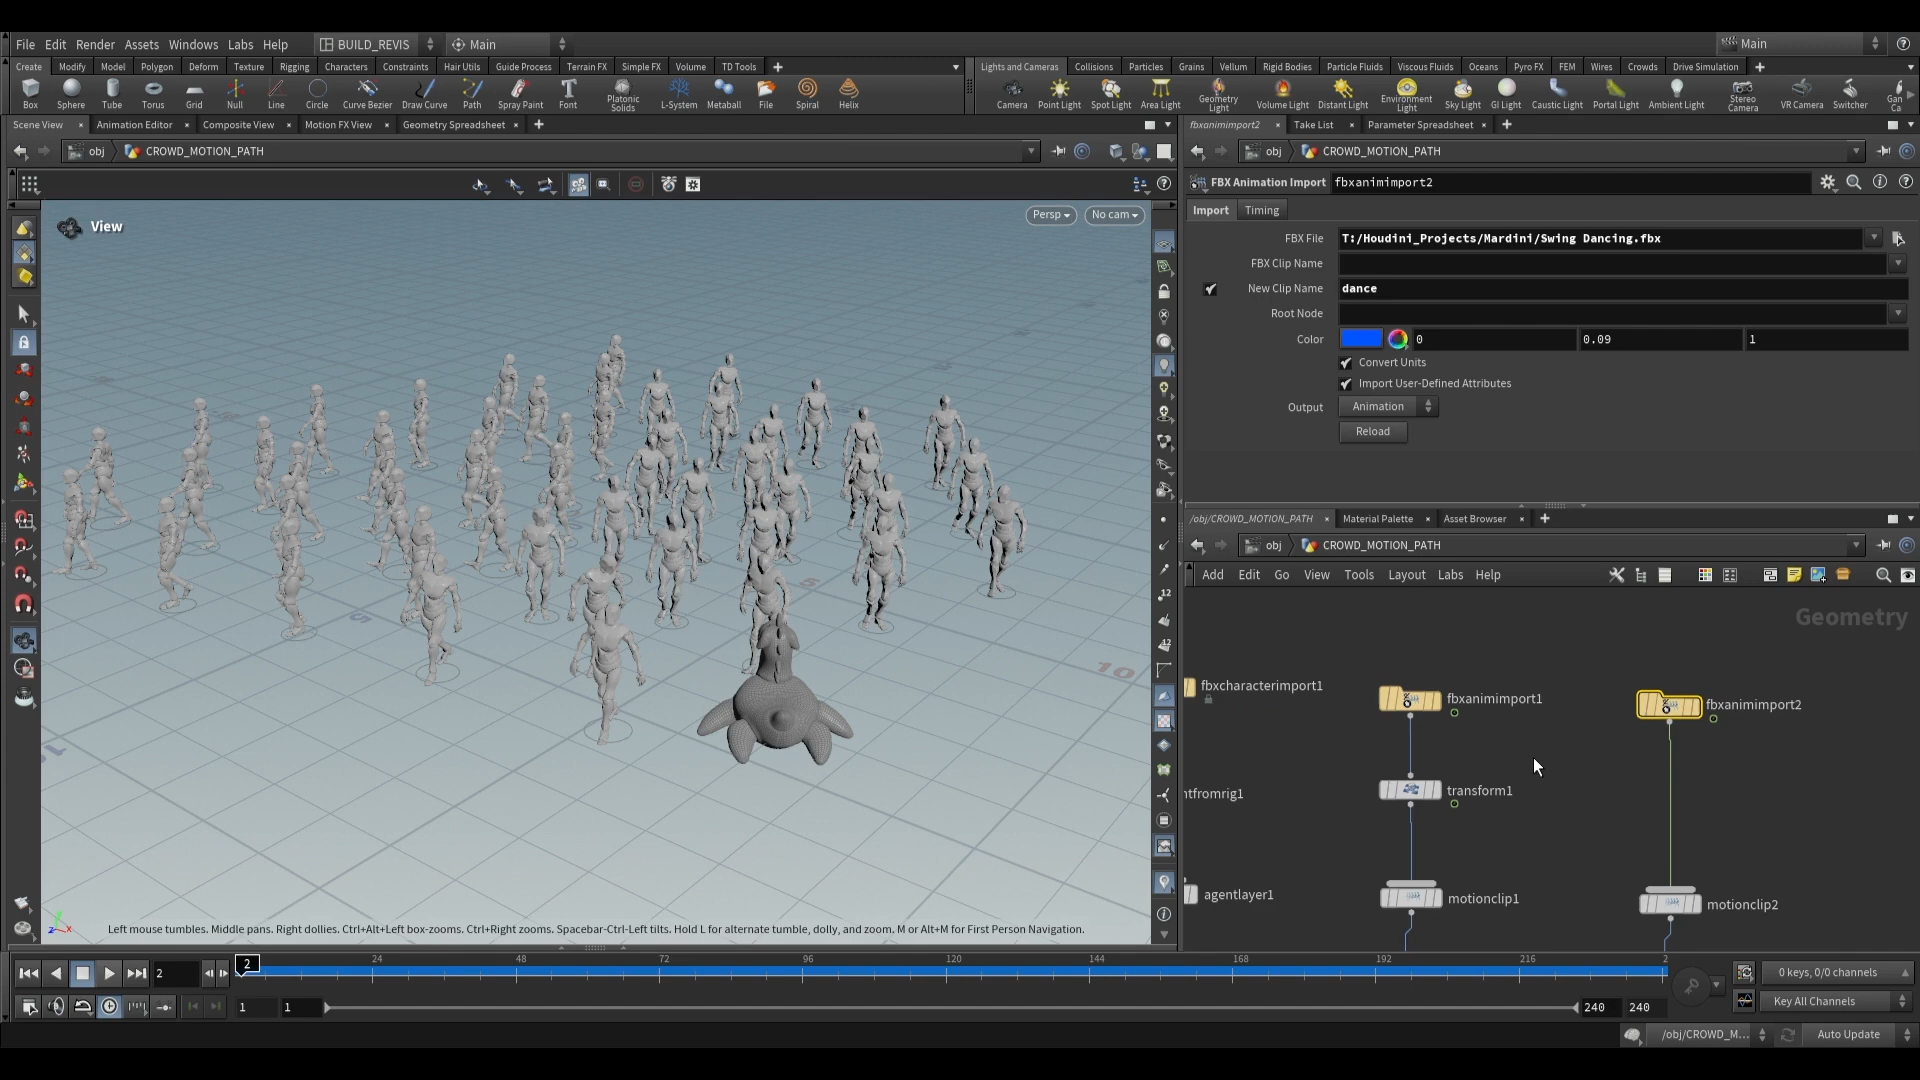 File Edit Render Assets Windows Labs Help BUILD_REVIS Main Main
Create Modify Model Polygon Deform Texture Rigging Characters Constraints Hair Utils Guide Process Terrain FX Simple FX Volume TD Tools
Lights and Cameras Collisions Particles Grains Vellum Rigid Bodies Particle Fluids Viscous Fluids Oceans Pyro FX FEM Wires Crowds Drive Simulation
Box Sphere Tube Torus Grid Null Line Circle Curve Bezier Draw Curve Path Spray Paint Font Platonic Solids L-System Metaball File Spiral Helix
Camera Point Light Spot Light Area Light Geometry Light Volume Light Distant Light Environment Light Sky Light GI Light Caustic Light Portal Light Ambient Light Stereo Camera VR Camera Switcher Gan Ca
Scene View Animation Editor Composite View Motion FX View Geometry Spreadsheet
fbxanimimport2 Take List Parameter Spreadsheet
obj CROWD_MOTION_PATH
obj CROWD_MOTION_PATH
FBX Animation Import fbxanimimport2
Import Timing
View
Persp No cam
FBX File T:/Houdini_Projects/Mardini/Swing Dancing.fbx
FBX Clip Name
New Clip Name dance
Root Node
Color 0 0.09 1
Convert Units
Import User-Defined Attributes
Output Animation
Reload
/obj/CROWD_MOTION_PATH Material Palette Asset Browser
obj CROWD_MOTION_PATH
Add Edit Go View Tools Layout Labs Help
Geometry
fbxcharacterimport1
fbxanimimport1
fbxanimimport2
transform1
ntfromrig1
agentlayer1
motionclip1
motionclip2
5
10
12
42
z x y
Left mouse tumbles. Middle pans. Right dollies. Ctrl+Alt+Left box-zooms. Ctrl+Right zooms. Spacebar-Ctrl-Left tilts. Hold L for alternate tumble, dolly, and zoom. M or Alt+M for First Person Navigation.
2 2 24 48 72 96 120 144 168 192 216 2
0 keys, 0/0 channels
1 1 240 240
Key All Channels
/obj/CROWD_M... Auto Update